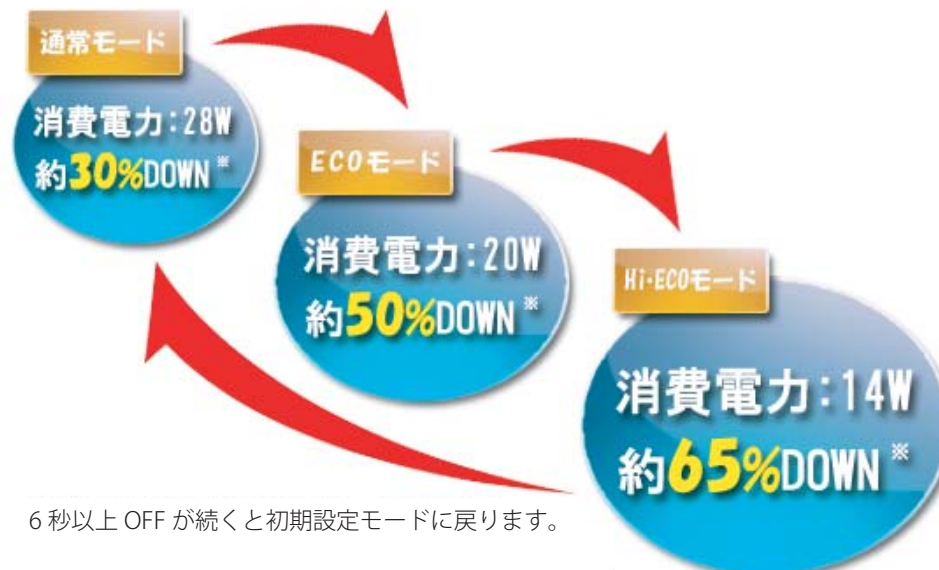 通常モード
消費電力:28W
約30%DOWN※
ECOモード
消費電力:20W
約50%DOWN※
Hi・ECOモード
消費電力:14W
約65%DOWN※
6 秒以上 OFF が続くと初期設定モードに戻ります。